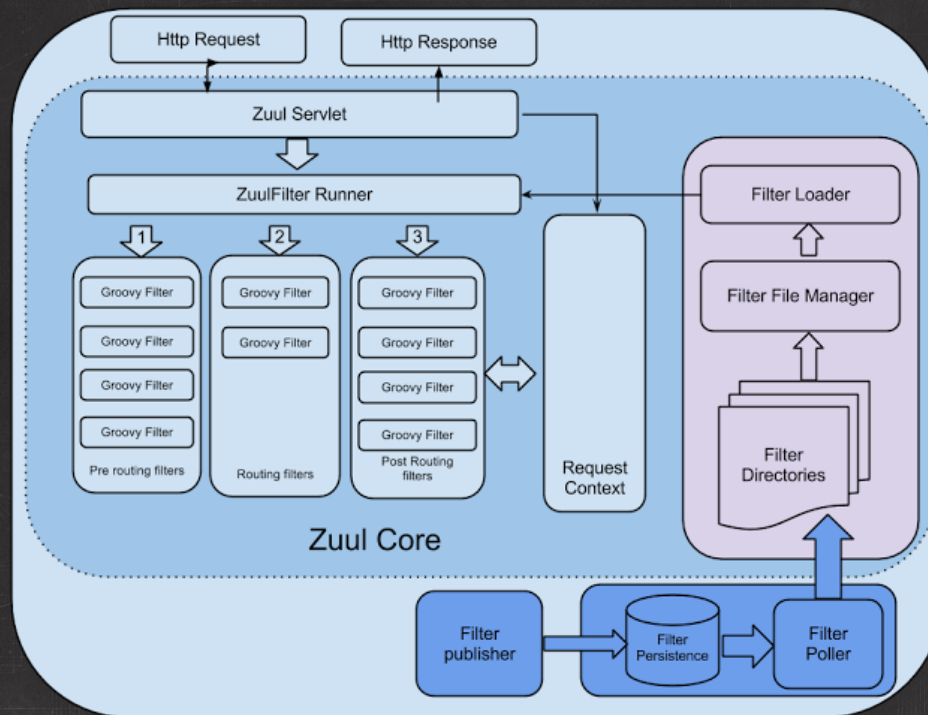 Http Request
Http Response
Zuul Servlet
ZuulFilter Runner
Filter Loader
1
2
3
Groovy Filter
Groovy Filter
Groovy Filter
Groovy Filter
Pre routing filters
Groovy Filter
Groovy Filter
Routing filters
Groovy Filter
Groovy Filter
Groovy Filter
Groovy Filter
Post Routing
filters
Request
Context
Filter File Manager
Filter
Directories
Zuul Core
Filter
publisher
Filter
Persistence
Filter
Poller